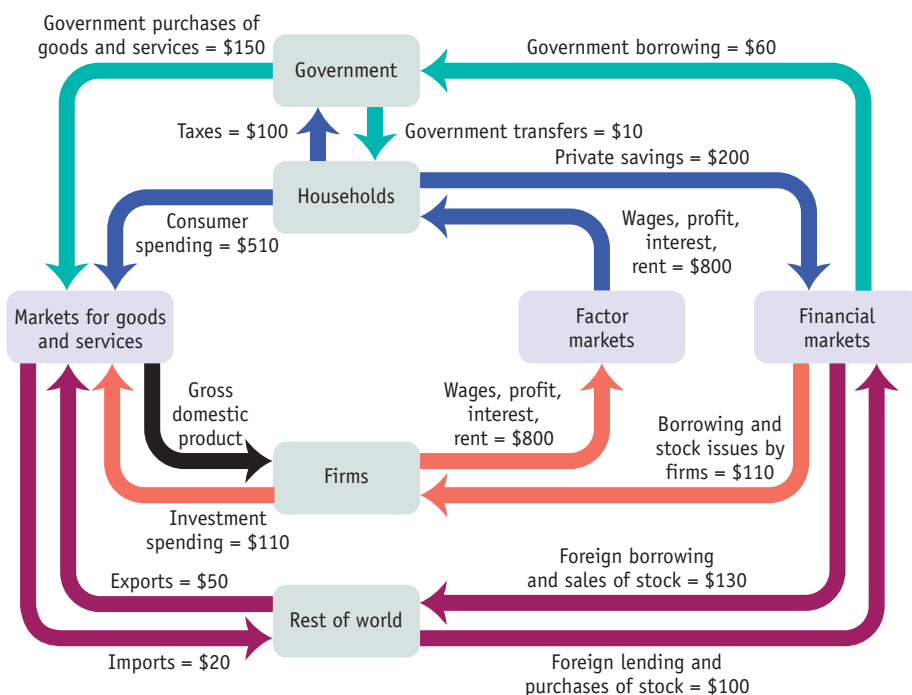 Government purchases of
goods and services = $150
Government borrowing = $60
Government
Taxes = $100
Government transfers = $10
Private savings = $200
Households
Consumer
spending = $510
Wages, profit,
interest,
rent = $800
Markets for goods
and services
Factor
markets
Financial
markets
Gross
domestic
product
Wages, profit,
interest,
rent = $800
Borrowing and
stock issues by
firms = $110
Firms
Investment
spending = $110
Exports = $50
Foreign borrowing
and sales of stock = $130
Rest of world
Imports = $20
Foreign lending and
purchases of stock = $100